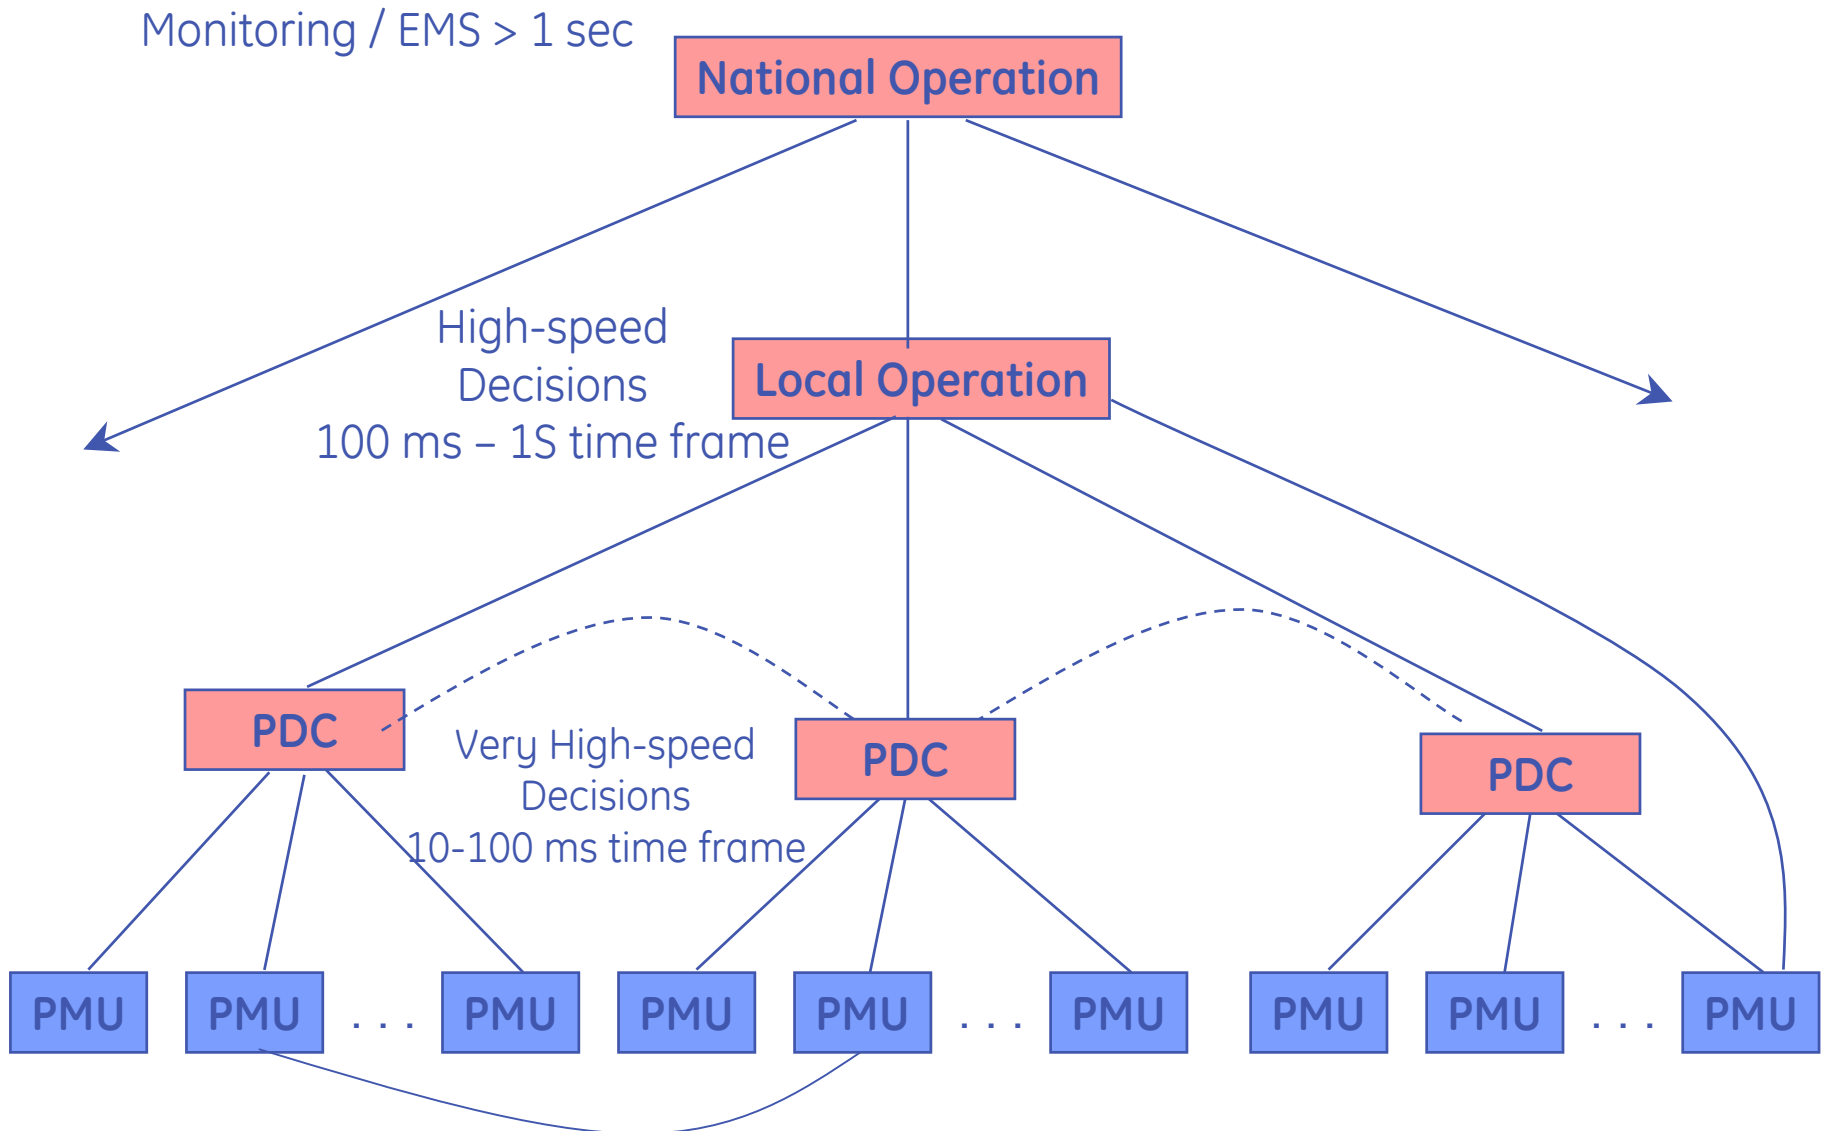 Monitoring / EMS > 1 sec
National Operation
High-speed
Decisions
100 ms – 1S time frame
Local Operation
PDC
Very High-speed
Decisions
10-100 ms time frame
PDC
PDC
PMU
PMU
. . .
PMU
PMU
PMU
. . .
PMU
PMU
PMU
. . .
PMU